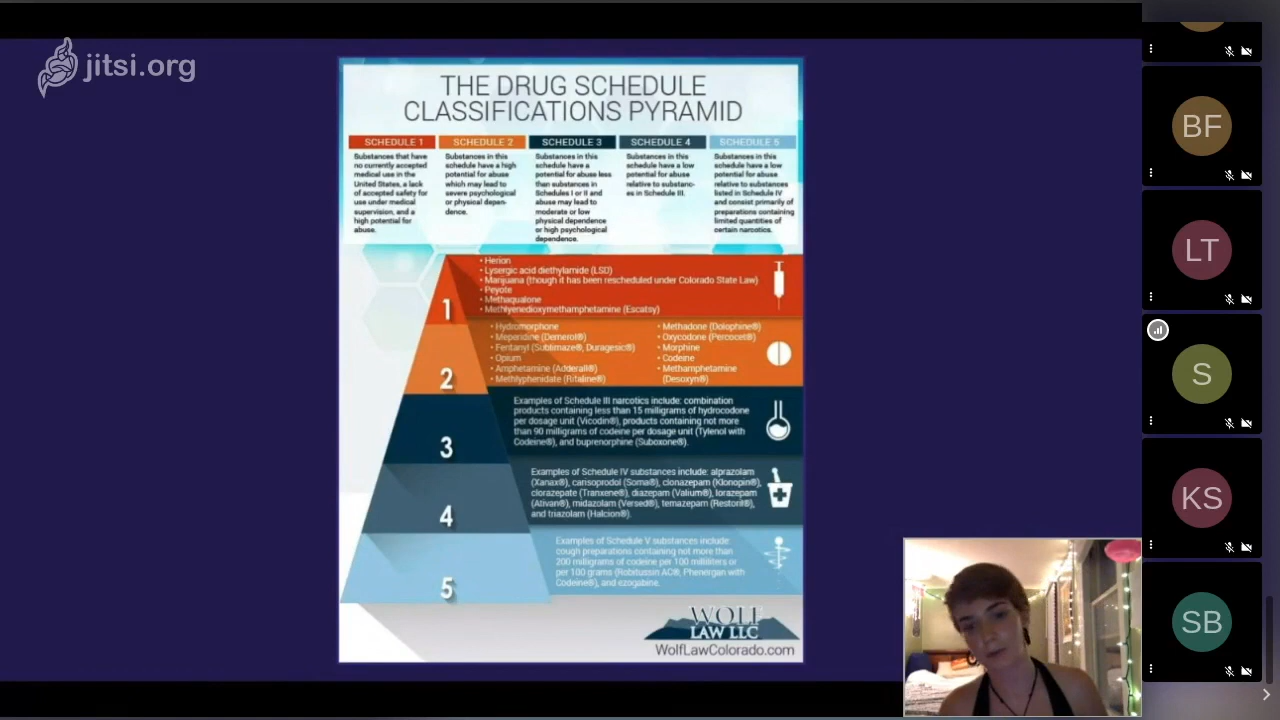 jitsi.org
THE DRUG SCHEDULE
CLASSIFICATIONS PYRAMID
SCHEDULE 1
Substances that have
no currently accepted
medical use in the
United States, a lack
of accepted safety for
use under medical
supervision, and a
high potential for
abuse.
SCHEDULE 2
Substances in this
schedule have a high
potential for abuse
which may lead to
severe psychological
or physical depen-
dence.
SCHEDULE 3
Substances in this
schedule have a
potential for abuse less
than substances in
Schedules I or II and
abuse may lead to
moderate or low
physical dependence
or high psychological
dependence.
SCHEDULE 4
Substances in this
schedule have a low
potential for abuse
relative to substanc-
es in Schedule III.
SCHEDULE 5
Substances in this
schedule have a low
potential for abuse
relative to substances
listed in Schedule IV
and consist primarily of
preparations containing
limited quantities of
certain narcotics.
1
• Herion
• Lysergic acid diethylamide (LSD)
• Marijuana (though it has been rescheduled under Colorado State Law)
• Peyote
• Methaqualone
• Methlyenedioxymethamphetamine (Escatsy)
2
• Hydromorphone
• Meperidine (Demerol®)
• Fentanyl (Sublimaze®, Duragesic®)
• Opium
• Amphetamine (Adderall®)
• Methlyphenidate (Ritaline®)
• Methadone (Dolophine®)
• Oxycodone (Percocet®)
• Morphine
• Codeine
• Methamphetamine
(Desoxyn®)
3
Examples of Schedule III narcotics include: combination
products containing less than 15 milligrams of hydrocodone
per dosage unit (Vicodin®), products containing not more
than 90 milligrams of codeine per dosage unit (Tylenol with
Codeine®), and buprenorphine (Suboxone®).
4
Examples of Schedule IV substances include: alprazolam
(Xanax®), carisoprodol (Soma®), clonazepam (Klonopin®),
clorazepate (Tranxene®), diazepam (Valium®), lorazepam
(Ativan®), midazolam (Versed®), temazepam (Restoril®),
and triazolam (Halcion®).
5
Examples of Schedule V substances include:
cough preparations containing not more than
200 milligrams of codeine per 100 milliliters or
per 100 grams (Robitussin AC®, Phenergan with
Codeine®), and ezogabine.
WOLF
LAW LLC
WolfLawColorado.com
BF
LT
S
KS
SB